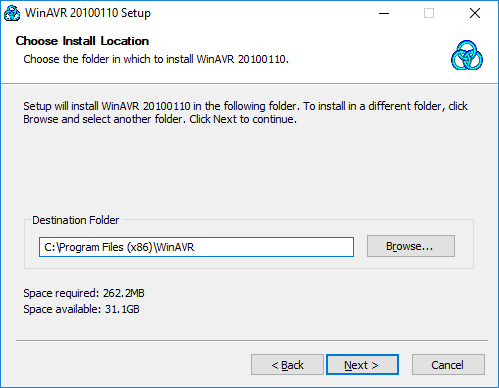 WinAVR 20100110 Setup
Choose Install Location
Choose the folder in which to install WinAVR 20100110.
Setup will install WinAVR 20100110 in the following folder. To install in a different folder, click
Browse and select another folder. Click Next to continue.
Destination Folder
C:\Program Files (x86)\WinAVR
Browse...
Space required: 262.2MB
Space available: 31.1GB
< Back
Next >
Cancel